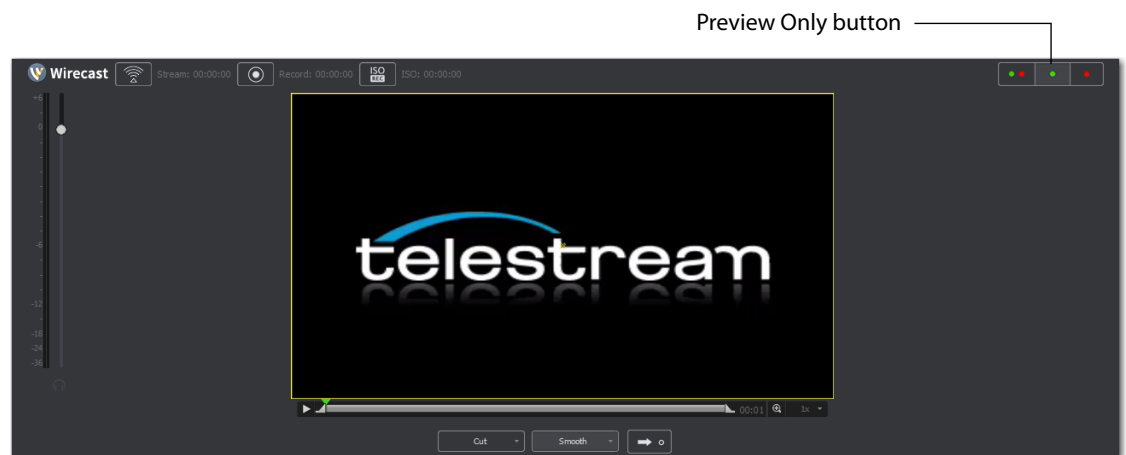 Preview Only button
Wirecast Stream: 00:00:00 Record: 00:00:00 ISO REC ISO: 00:00:00
+6
0
telestream
-6
-12
-18
-24
-36
00:01 1x
Cut Smooth